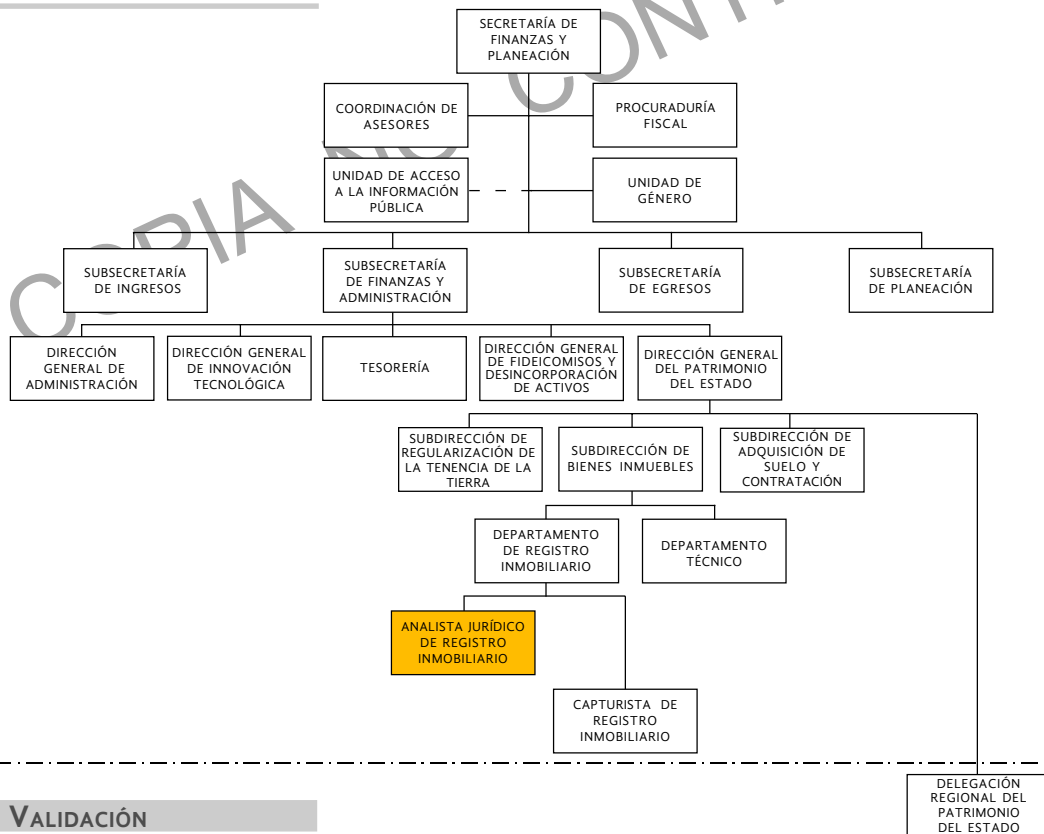 COPIA NO CONT
SECRETARÍA DE
FINANZAS Y
PLANEACIÓN
COORDINACIÓN DE
ASESORES
PROCURADURÍA
FISCAL
UNIDAD DE ACCESO
A LA INFORMACIÓN
PÚBLICA
UNIDAD DE
GÉNERO
SUBSECRETARÍA
DE INGRESOS
SUBSECRETARÍA
DE FINANZAS Y
ADMINISTRACIÓN
SUBSECRETARÍA
DE EGRESOS
SUBSECRETARÍA
DE PLANEACIÓN
DIRECCIÓN
GENERAL DE
ADMINISTRACIÓN
DIRECCIÓN GENERAL
DE INNOVACIÓN
TECNOLÓGICA
TESORERÍA
DIRECCIÓN GENERAL
DE FIDEICOMISOS Y
DESINCORPORACIÓN
DE ACTIVOS
DIRECCIÓN GENERAL
DEL PATRIMONIO
DEL ESTADO
SUBDIRECCIÓN DE
REGULARIZACIÓN DE
LA TENENCIA DE LA
TIERRA
SUBDIRECCIÓN DE
BIENES INMUEBLES
SUBDIRECCIÓN DE
ADQUISICIÓN DE
SUELO Y
CONTRATACIÓN
DEPARTAMENTO
DE REGISTRO
INMOBILIARIO
DEPARTAMENTO
TÉCNICO
ANALISTA JURÍDICO
DE REGISTRO
INMOBILIARIO
CAPTURISTA DE
REGISTRO
INMOBILIARIO
DELEGACIÓN
REGIONAL DEL
PATRIMONIO
DEL ESTADO
VALIDACIÓN